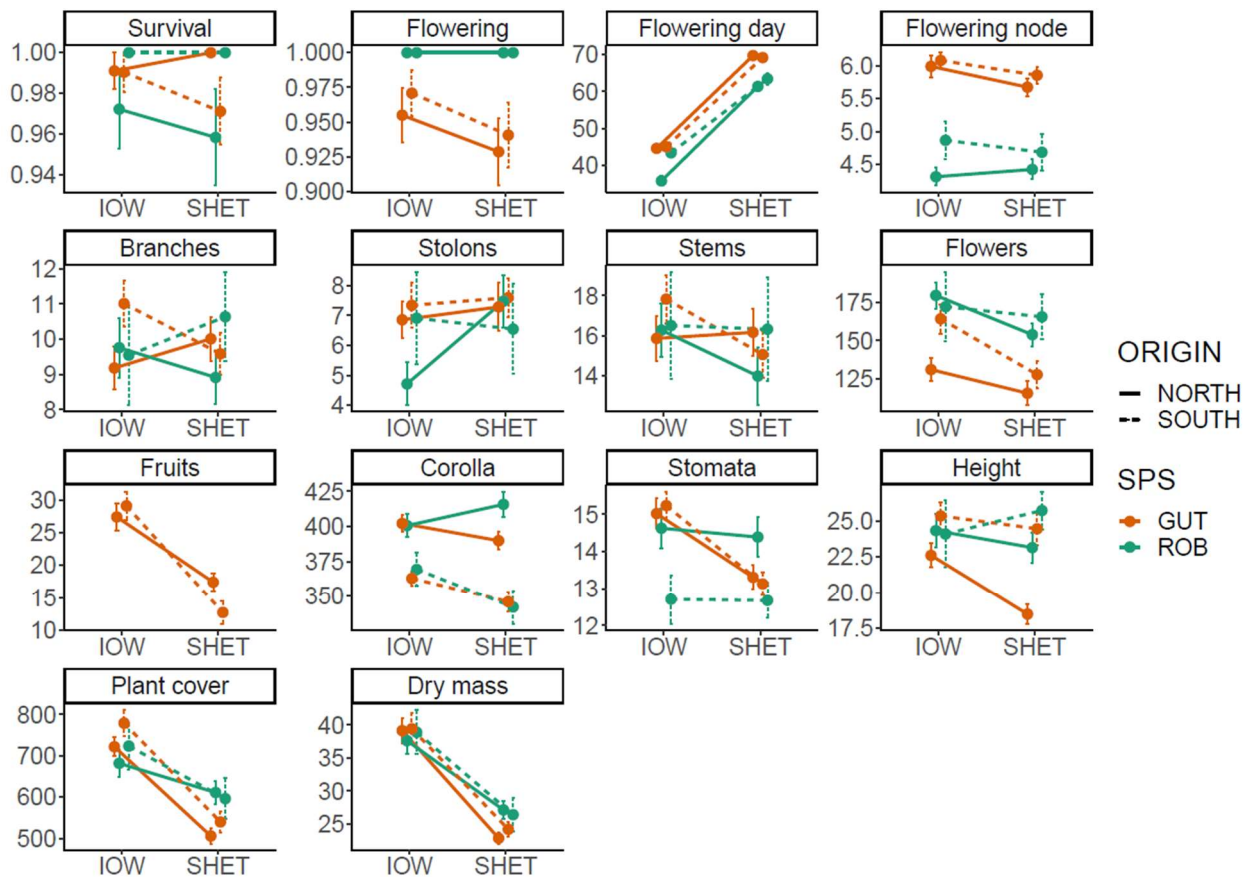 Survival Flowering Flowering day Flowering node
1.00 0.98 0.96 0.94
1.000 0.975 0.950 0.925 0.900
70 60 50 40
6.0 5.5 5.0 4.5
IOW SHET IOW SHET IOW SHET IOW SHET
Branches Stolons Stems Flowers
12 11 10 9 8
8 7 6 5 4
18 16 14
175 150 125
IOW SHET IOW SHET IOW SHET IOW SHET
ORIGIN
NORTH
SOUTH
SPS
GUT
ROB
Fruits Corolla Stomata Height
30 25 20 15 10
425 400 375 350
15 14 13 12
25.0 22.5 20.0 17.5
IOW SHET IOW SHET IOW SHET IOW SHET
Plant cover Dry mass
800 700 600 500
40 35 30 25
IOW SHET IOW SHET